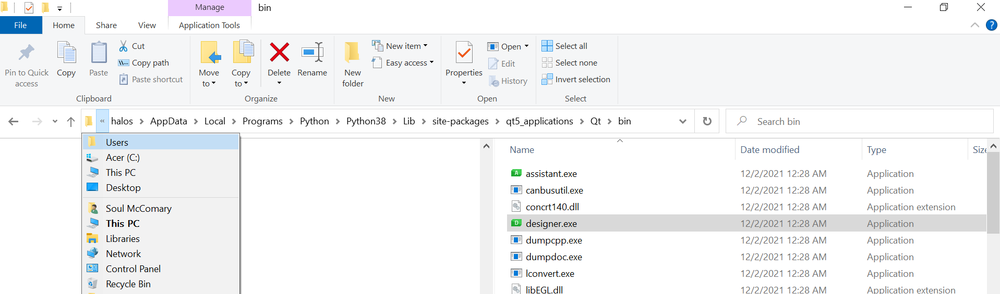 Manage
bin
File
Home
Share
View
Application Tools
Pin to Quick
access
Copy
Paste
Cut
Copy path
Paste shortcut
Clipboard
Move
to
Copy
to
Delete
Rename
Organize
New
folder
New item
Easy access
New
Properties
Open
Edit
History
Open
Select all
Select none
Invert selection
Select
« halos > AppData > Local > Programs > Python > Python38 > Lib > site-packages > qt5_applications > Qt > bin
Search bin
Users
Acer (C:)
This PC
Desktop
Soul McComary
This PC
Libraries
Network
Control Panel
Recycle Bin
Name Date modified Type Size
assistant.exe 12/2/2021 12:28 AM Application
canbusutil.exe 12/2/2021 12:28 AM Application
concrt140.dll 12/2/2021 12:28 AM Application extension
designer.exe 12/2/2021 12:28 AM Application
dumpcpp.exe 12/2/2021 12:28 AM Application
dumpdoc.exe 12/2/2021 12:28 AM Application
lconvert.exe 12/2/2021 12:28 AM Application
libEGL.dll 12/2/2021 12:28 AM Application extension